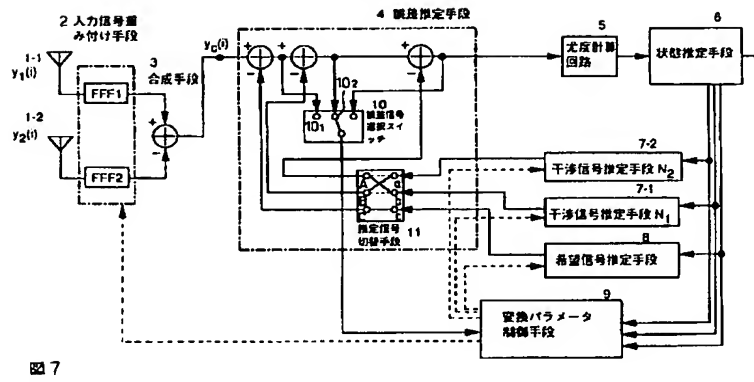 2 入力信号重
み付け手段
1-1
y1(i)
FFF1
1-2
y2(i)
FFF2
3
合成手段
yC(i)
4 誤差推定手段
10₂
10₁
10
誤差信号
選択スイ
ッチ
A
a
B
推定信号
切替手段
11
5
尤度計算
回路
6
状態推定手段
7-2
干渉信号推定手段 N2
7-1
干渉信号推定手段 N1
8
希望信号推定手段
9
変換パラメータ
制御手段
図7